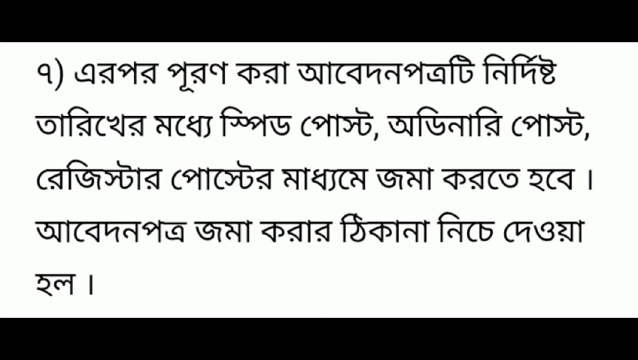 ৭) এরপর পূরণ করা আবেদনপত্রটি নির্দিষ্ট
তারিখের মধ্যে স্পিড পোস্ট, অডিনারি পোস্ট,
রেজিস্টার পোস্টের মাধ্যমে জমা করতে হবে ।
আবেদনপত্র জমা করার ঠিকানা নিচে দেওয়া
হল ।